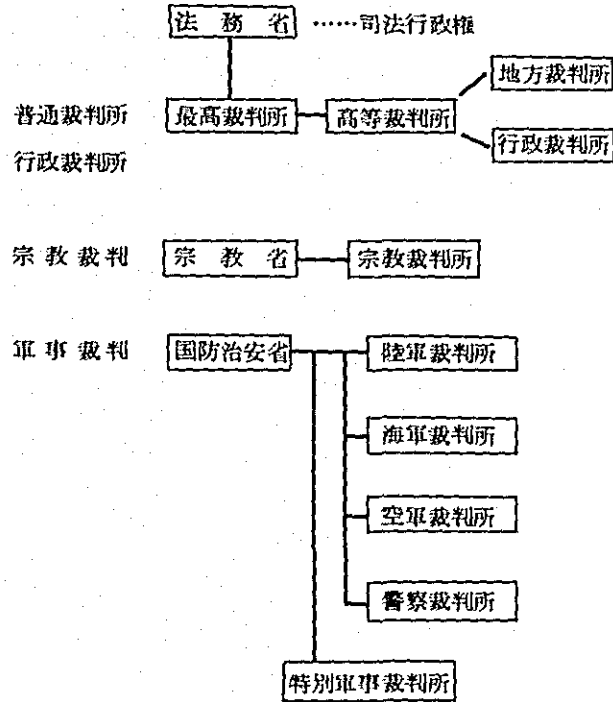 法務省 ……司法行政権
地方裁判所
普通裁判所 最高裁判所 高等裁判所
行政裁判所
行政裁判所
宗教裁判 宗教省 宗教裁判所
軍事裁判 国防治安省 陸軍裁判所
海軍裁判所
空軍裁判所
警察裁判所
特別軍事裁判所